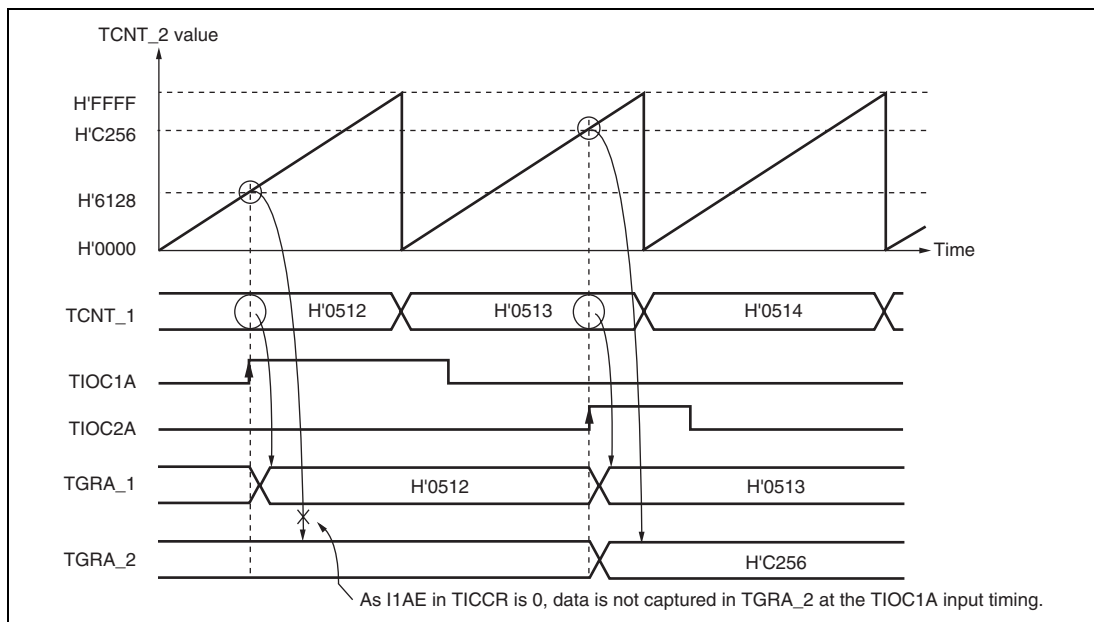 TCNT_2 value
H'FFFF
H'C256
H'6128
H'0000
Time
TCNT_1
H'0512
H'0513
H'0514
TIOC1A
TIOC2A
TGRA_1
H'0512
H'0513
TGRA_2
H'C256
As I1AE in TICCR is 0, data is not captured in TGRA_2 at the TIOC1A input timing.